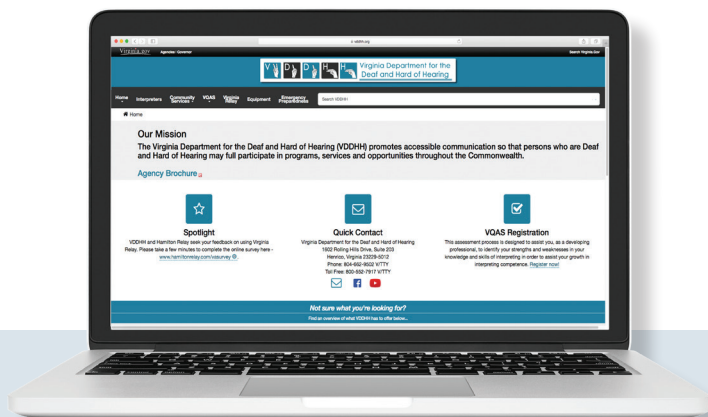 vddhh.org
Virginia.gov Agencies | Governor Search Virginia.Gov
V D D H H Virginia Department for the
Deaf and Hard of Hearing
Home Interpreters Community
Services VQAS Virginia
Relay Equipment Emergency
Preparedness Search VDDHH
Home
Our Mission
The Virginia Department for the Deaf and Hard of Hearing (VDDHH) promotes accessible communication so that persons who are Deaf
and Hard of Hearing may full participate in programs, services and opportunities throughout the Commonwealth.
Agency Brochure
Spotlight
VDDHH and Hamilton Relay seek your feedback on using Virginia
Relay. Please take a few minutes to complete the online survey here -
www.hamiltonrelay.com/vasurvey
Quick Contact
Virginia Department for the Deaf and Hard of Hearing
1602 Rolling Hills Drive, Suite 203
Henrico, Virginia 23229-5012
Phone: 804-662-9502 V/TTY
Toll Free: 800-552-7917 V/TTY
VQAS Registration
This assessment process is designed to assist you, as a developing
professional, to identify your strengths and weaknesses in your
knowledge and skills of interpreting in order to assist your growth in
interpreting competence. Register now!
Not sure what you're looking for?
Find an overview of what VDDHH has to offer below...